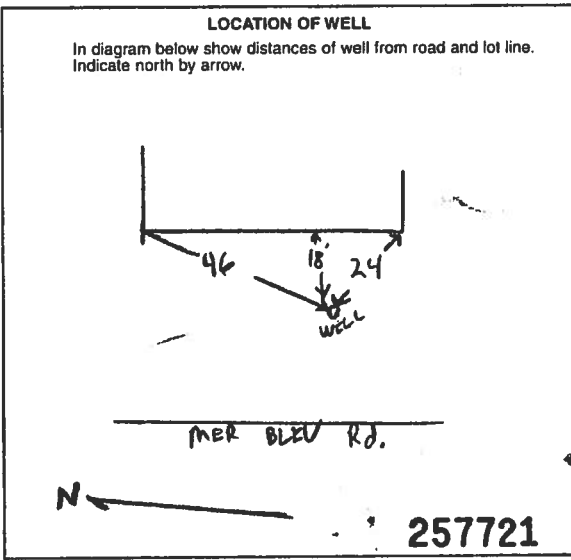 LOCATION OF WELL
In diagram below show distances of well from road and lot line.
Indicate north by arrow.
46
18'
24
WELL
MER BLEU Rd.
N
257721